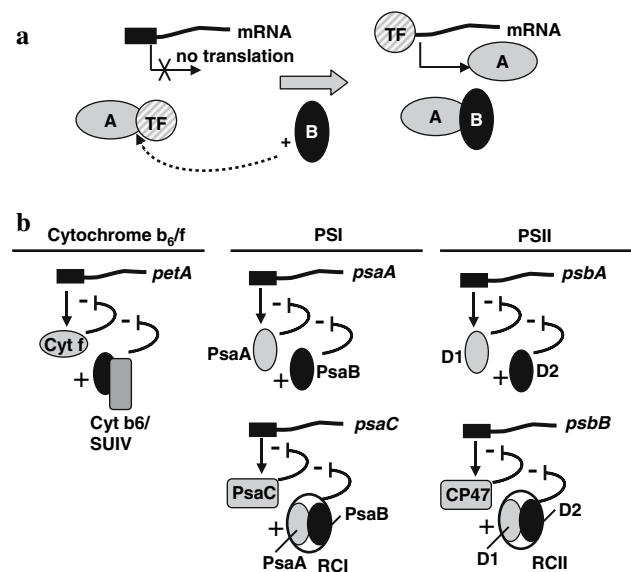 a
mRNA
no translation
A
TF
+
B
TF
mRNA
A
A
B
b
Cytochrome b6/f
petA
-
-
Cyt f
+
Cyt b6/
SUIV
PSI
psaA
-
-
PsaA
+
PsaB
psaC
-
-
PsaC
+
PsaB
PsaA
RCI
PSII
psbA
-
-
D1
+
D2
psbB
-
-
CP47
+
D2
D1
RCII